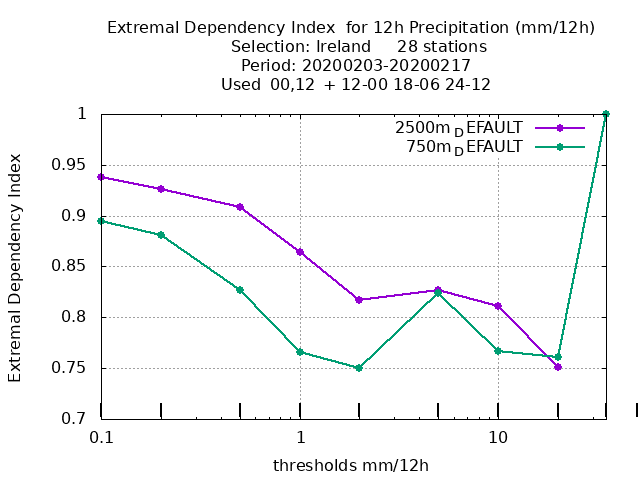 Extremal Dependency Index  for 12h Precipitation (mm/12h)
Selection: Ireland     28 stations
Period: 20200203-20200217
Used  00,12  + 12-00 18-06 24-12
2500m_DEFAULT
750m_DEFAULT
Extremal Dependency Index
1
0.95
0.9
0.85
0.8
0.75
0.7
0.1
1
10
thresholds mm/12h